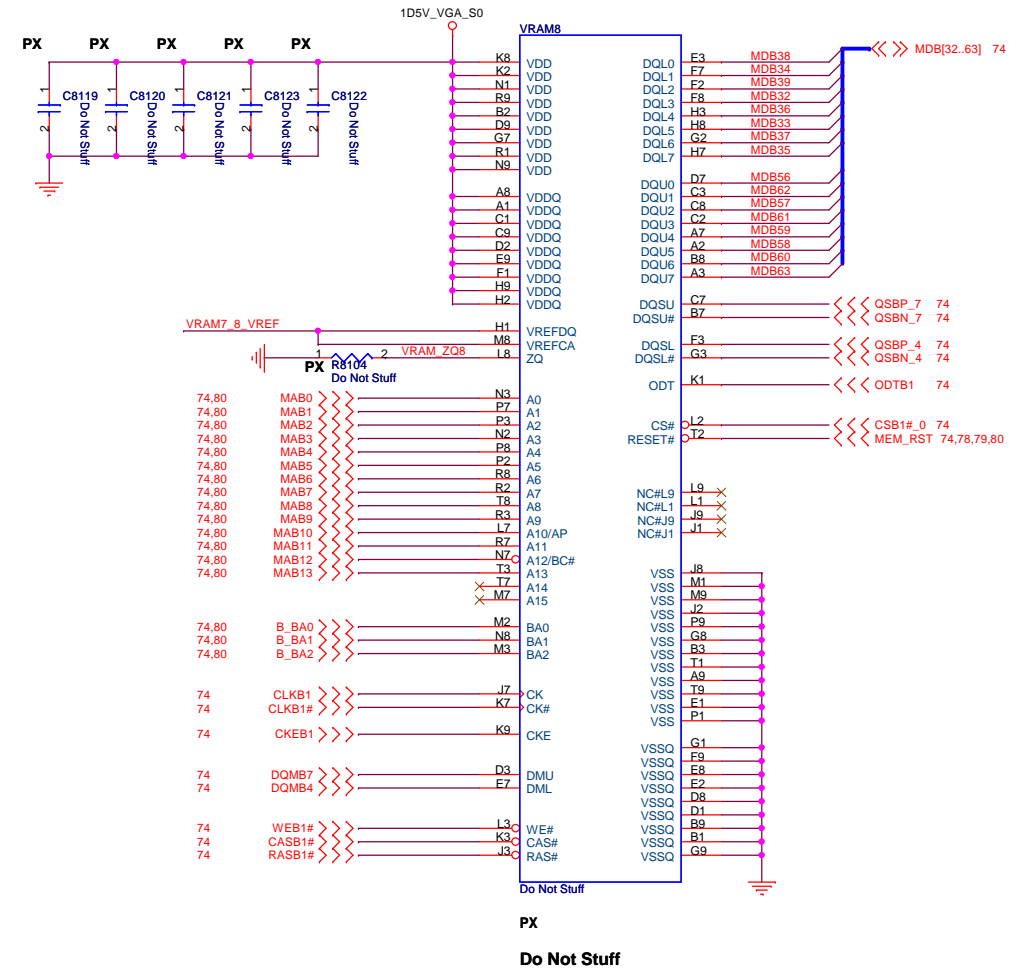 1D5V_VGA_S0
PX PX PX PX PX
1 C8119 2 Do Not Stuff
1 C8120 2 Do Not Stuff
1 C8121 2 Do Not Stuff
1 C8123 2 Do Not Stuff
1 C8122 2 Do Not Stuff
VRAM8
K8 VDD
K2 VDD
N1 VDD
R9 VDD
B2 VDD
D9 VDD
G7 VDD
R1 VDD
N9 VDD
A8 VDDQ
A1 VDDQ
C1 VDDQ
C9 VDDQ
D2 VDDQ
E9 VDDQ
F1 VDDQ
H9 VDDQ
H2 VDDQ
VRAM7_8_VREF H1 VREFDQ
M8 VREFCA
1 2 VRAM_ZQ8 L8 ZQ
PX R8104
Do Not Stuff
74,80 MAB0 N3 A0
74,80 MAB1 P7 A1
74,80 MAB2 P3 A2
74,80 MAB3 N2 A3
74,80 MAB4 P8 A4
74,80 MAB5 P2 A5
74,80 MAB6 R8 A6
74,80 MAB7 R2 A7
74,80 MAB8 T8 A8
74,80 MAB9 R3 A9
74,80 MAB10 L7 A10/AP
74,80 MAB11 R7 A11
74,80 MAB12 N7 A12/BC#
74,80 MAB13 T3 A13
T7 A14
M7 A15
74,80 B_BA0 M2 BA0
74,80 B_BA1 N8 BA1
74,80 B_BA2 M3 BA2
74 CLKB1 J7 CK
74 CLKB1# K7 CK#
74 CKEB1 K9 CKE
74 DQMB7 D3 DMU
74 DQMB4 E7 DML
74 WEB1# L3 WE#
74 CASB1# K3 CAS#
74 RASB1# J3 RAS#
MDB[32..63] 74
DQL0 E3 MDB38
DQL1 F7 MDB34
DQL2 F2 MDB39
DQL3 F8 MDB32
DQL4 H3 MDB36
DQL5 H8 MDB33
DQL6 G2 MDB37
DQL7 H7 MDB35
DQU0 D7 MDB56
DQU1 C3 MDB62
DQU2 C8 MDB57
DQU3 C2 MDB61
DQU4 A7 MDB59
DQU5 A2 MDB58
DQU6 B8 MDB60
DQU7 A3 MDB63
DQSU C7 QSBP_7 74
DQSU# B7 QSBN_7 74
DQSL F3 QSBP_4 74
DQSL# G3 QSBN_4 74
ODT K1 ODTB1 74
CS# L2 CSB1#_0 74
RESET# T2 MEM_RST 74,78,79,80
NC#L9 L9
NC#L1 L1
NC#J9 J9
NC#J1 J1
VSS J8
VSS M1
VSS M9
VSS J2
VSS P9
VSS G8
VSS B3
VSS T1
VSS A9
VSS T9
VSS E1
VSS P1
VSSQ G1
VSSQ F9
VSSQ E8
VSSQ E2
VSSQ D8
VSSQ D1
VSSQ B9
VSSQ B1
VSSQ G9
Do Not Stuff
PX
Do Not Stuff